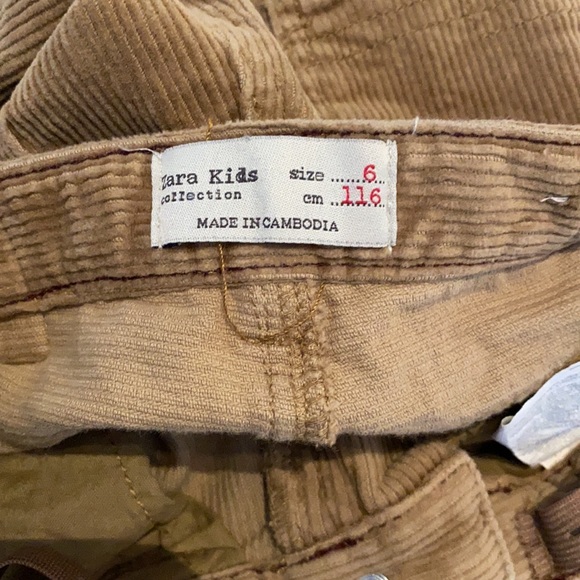 Zara Kids size ...... 6
collection cm ...... 116
MADE IN CAMBODIA